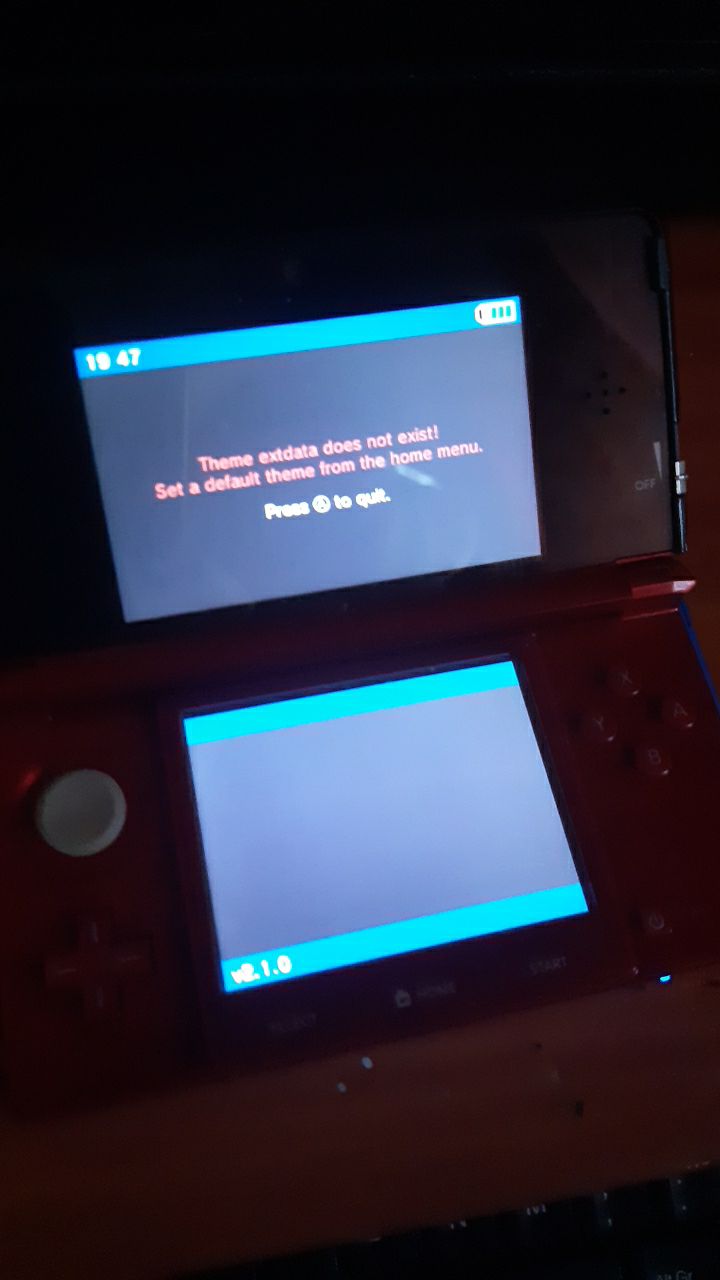 19 47
Theme extdata does not exist!
Set a default theme from the home menu.
Press Ⓐ to quit.
OFF
X
Y
A
B
v2.1.0
SELECT
HOME
START